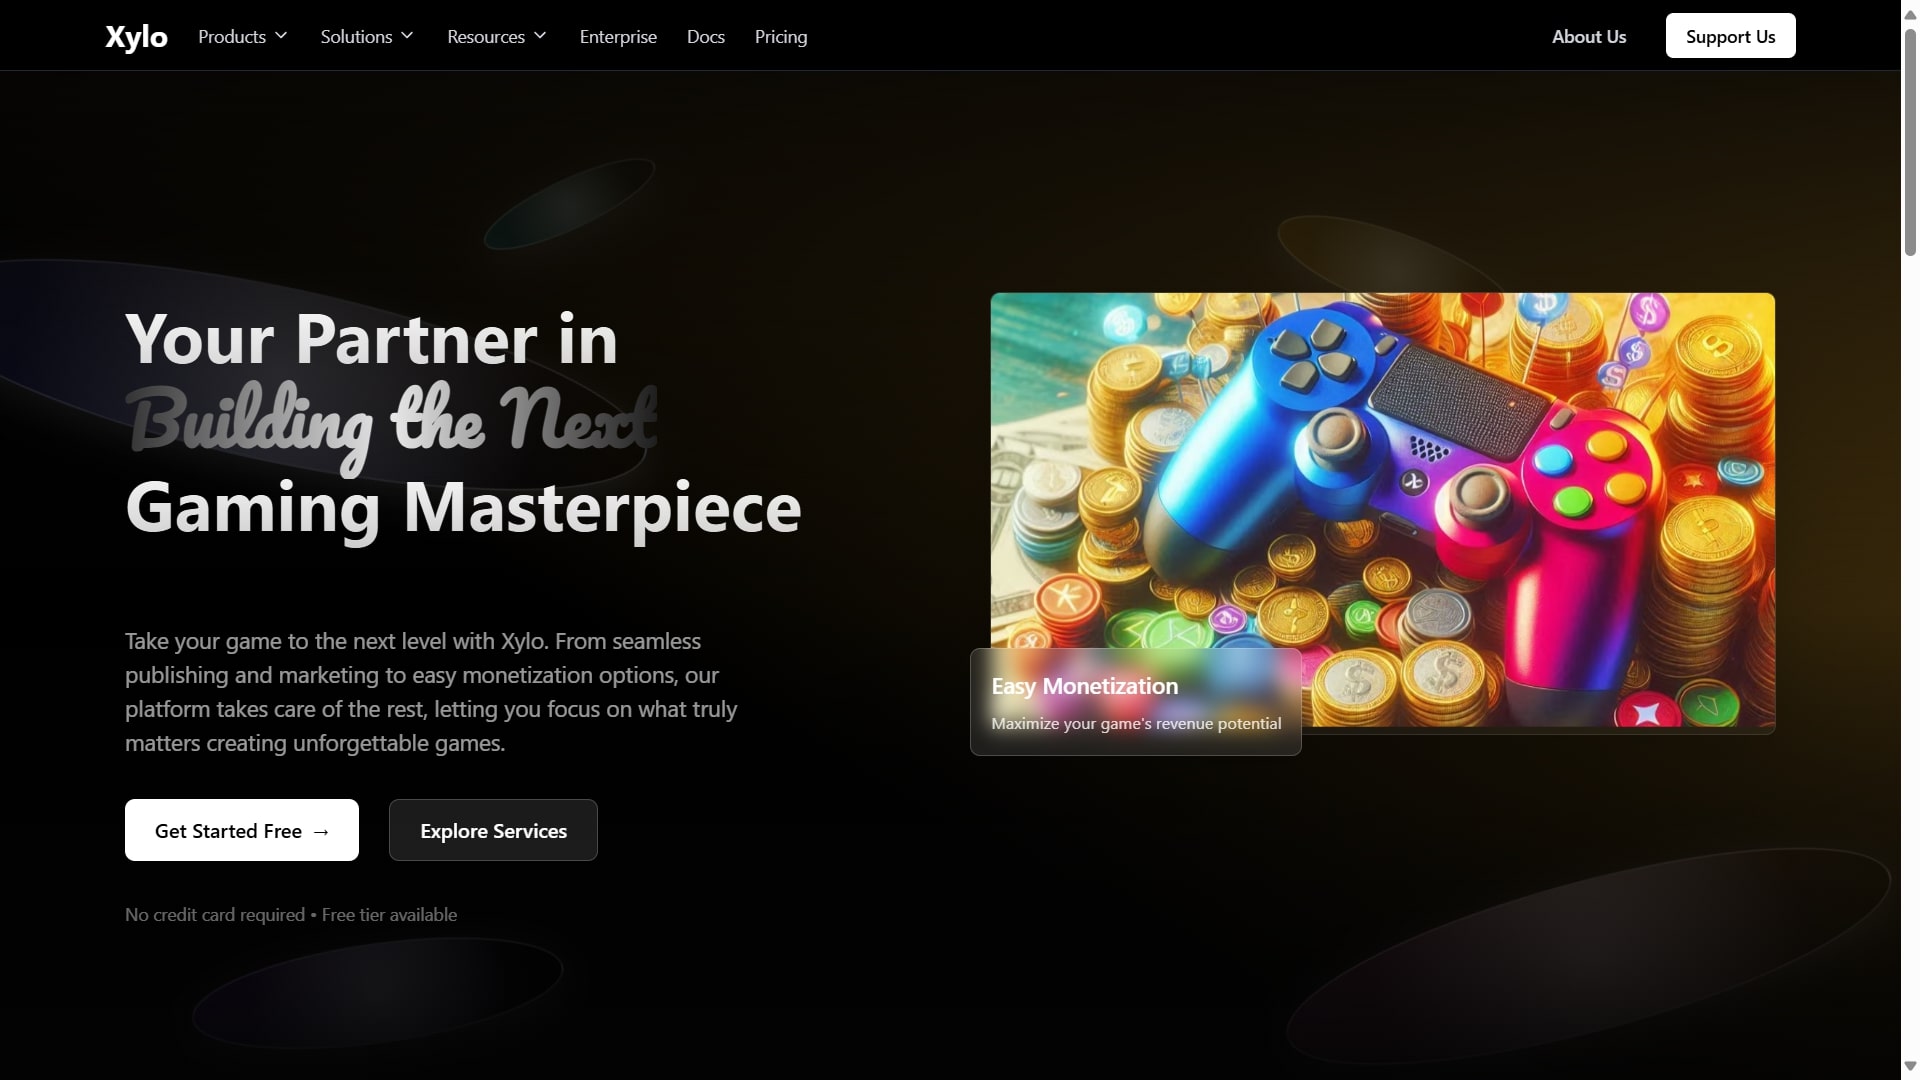 Xylo Products Solutions Resources Enterprise Docs Pricing About Us Support Us
Your Partner in
Building the Next
Gaming Masterpiece
Take your game to the next level with Xylo. From seamless
publishing and marketing to easy monetization options, our
platform takes care of the rest, letting you focus on what truly
matters creating unforgettable games.
Get Started Free →
Explore Services
No credit card required • Free tier available
Easy Monetization
Maximize your game's revenue potential